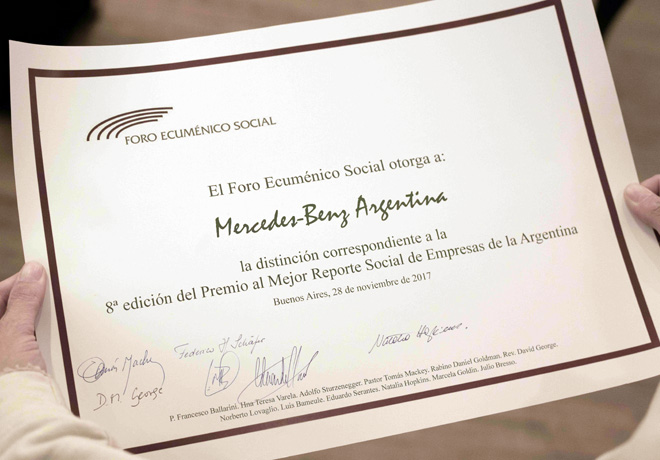 FORO ECUMÉNICO SOCIAL
El Foro Ecuménico Social otorga a:
Mercedes-Benz Argentina
la distinción correspondiente a la
8ª edición del Premio al Mejor Reporte Social de Empresas de la Argentina
Buenos Aires, 28 de noviembre de 2017
D.M. George
P. Francesco Ballarini. Hna Teresa Varela. Adolfo Sturzenegger. Pastor Tomás Mackey. Rabino Daniel Goldman. Rev. David George.
Norberto Lovaglio. Luis Bameule. Eduardo Serantes. Natalia Hopkins. Marcela Goldin. Julio Bresso.